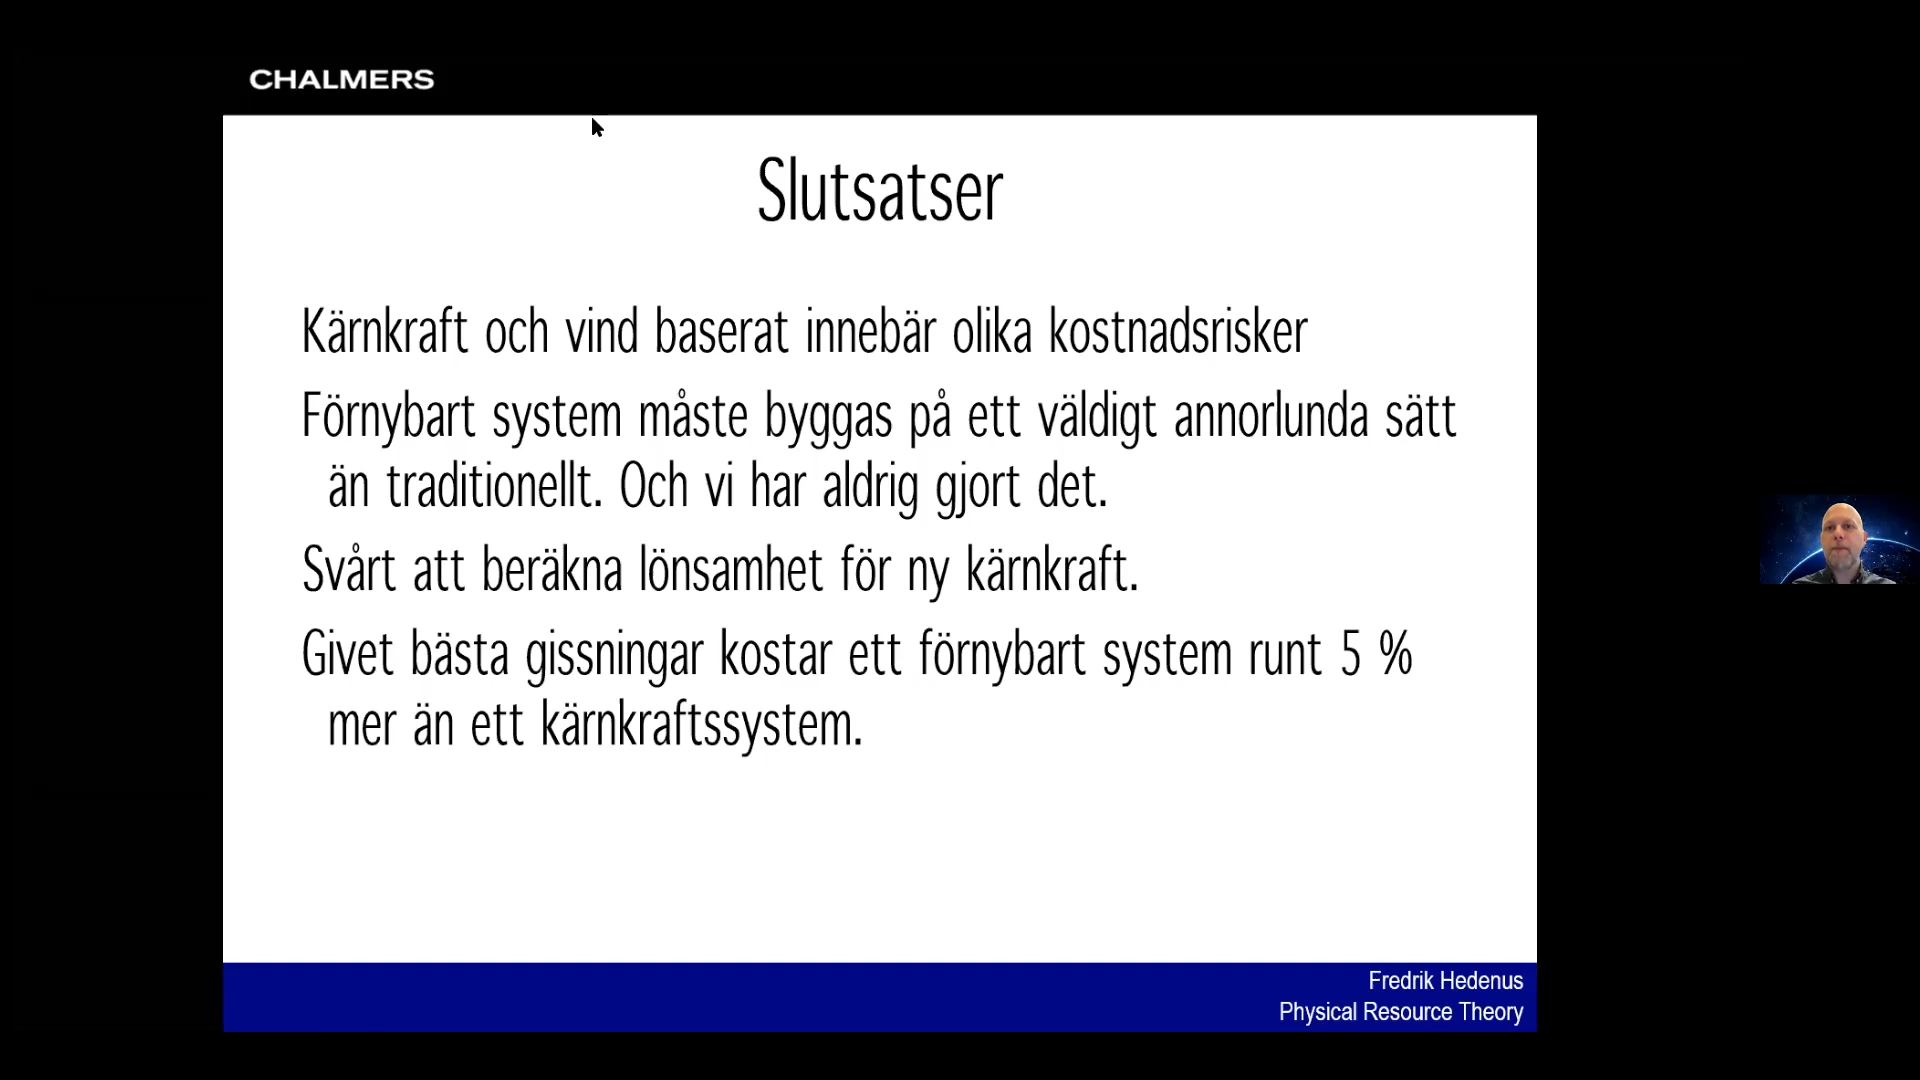 CHALMERS
Slutsatser
Kärnkraft och vind baserat innebär olika kostnadsrisker
Förnybart system måste byggas på ett väldigt annorlunda sätt
än traditionellt. Och vi har aldrig gjort det.
Svårt att beräkna lönsamhet för ny kärnkraft.
Givet bästa gissningar kostar ett förnybart system runt 5 %
mer än ett kärnkraftssystem.
Fredrik Hedenus
Physical Resource Theory